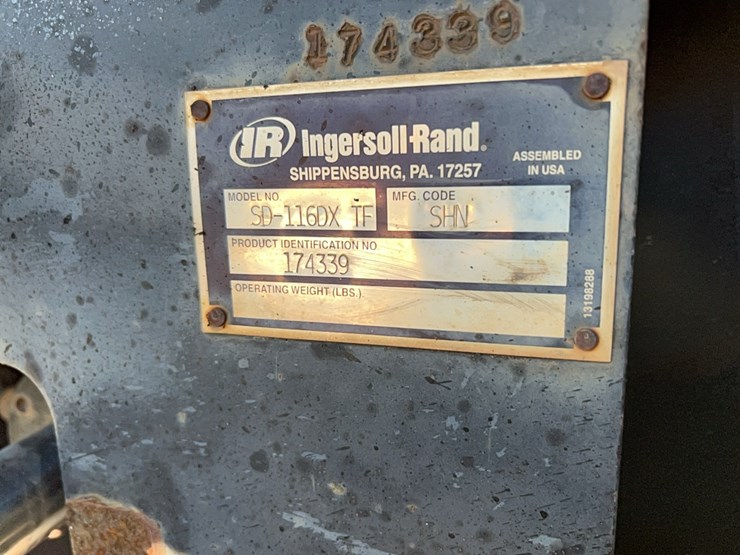 174339
IR Ingersoll-Rand®
SHIPPENSBURG, PA. 17257
ASSEMBLED
IN USA
MODEL NO.
SD-116DX TF
MFG. CODE
SHN
PRODUCT IDENTIFICATION NO
174339
OPERATING WEIGHT (LBS.)
13198288